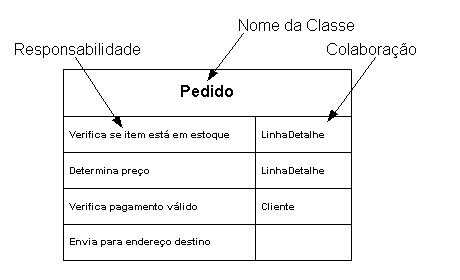 Nome da Classe
Responsabilidade
Colaboração
Pedido
Verifica se item está em estoque
LinhaDetalhe
Determina preço
LinhaDetalhe
Verifica pagamento válido
Cliente
Envia para endereço destino